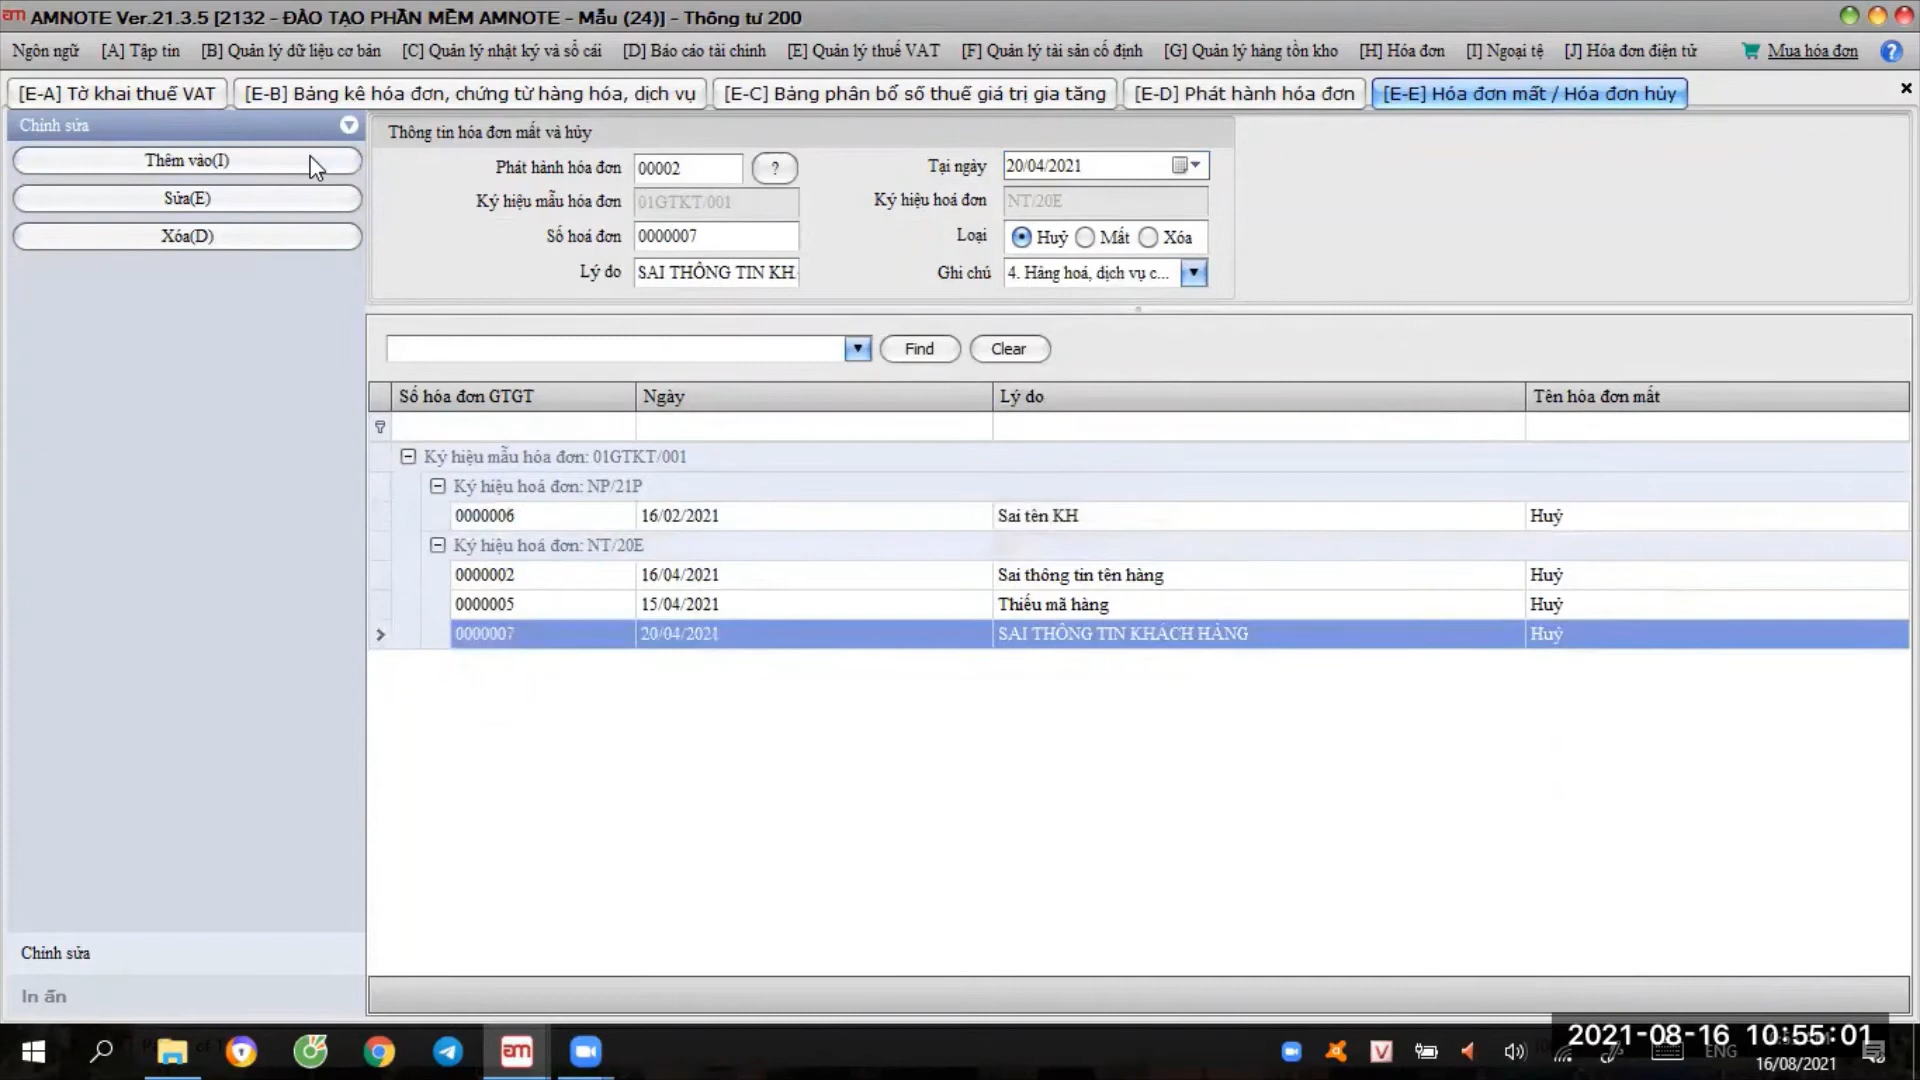 am AMNOTE Ver.21.3.5 [2132 - ĐÀO TẠO PHẦN MỀM AMNOTE - Mẫu (24)] - Thông tư 200
Ngôn ngữ [A] Tập tin [B] Quản lý dữ liệu cơ bản [C] Quản lý nhật ký và sổ cái [D] Báo cáo tài chính [E] Quản lý thuế VAT [F] Quản lý tài sản cố định [G] Quản lý hàng tồn kho [H] Hóa đơn [I] Ngoại tệ [J] Hóa đơn điện tử Mua hóa đơn ?
[E-A] Tờ khai thuế VAT [E-B] Bảng kê hóa đơn, chứng từ hàng hóa, dịch vụ [E-C] Bảng phân bổ số thuế giá trị gia tăng [E-D] Phát hành hóa đơn [E-E] Hóa đơn mất / Hóa đơn hủy
Chỉnh sửa
Thêm vào(I)
Sửa(E)
Xóa(D)
Thông tin hóa đơn mất và hủy
Phát hành hóa đơn 00002 ? Tại ngày 20/04/2021
Ký hiệu mẫu hóa đơn 01GTKT/001 Ký hiệu hoá đơn NT/20E
Số hoá đơn 0000007 Loại Huỷ Mất Xóa
Lý do SAI THÔNG TIN KH Ghi chú 4. Hàng hoá, dịch vụ c...
Find Clear
Số hóa đơn GTGT Ngày Lý do Tên hóa đơn mất
Ký hiệu mẫu hóa đơn: 01GTKT/001
Ký hiệu hoá đơn: NP/21P
0000006 16/02/2021 Sai tên KH Huỷ
Ký hiệu hoá đơn: NT/20E
0000002 16/04/2021 Sai thông tin tên hàng Huỷ
0000005 15/04/2021 Thiếu mã hàng Huỷ
0000007 20/04/2021 SAI THÔNG TIN KHÁCH HÀNG Huỷ
Chỉnh sửa
In ấn
am
V
ENG
2021-08-16 10:55:01
16/08/2021